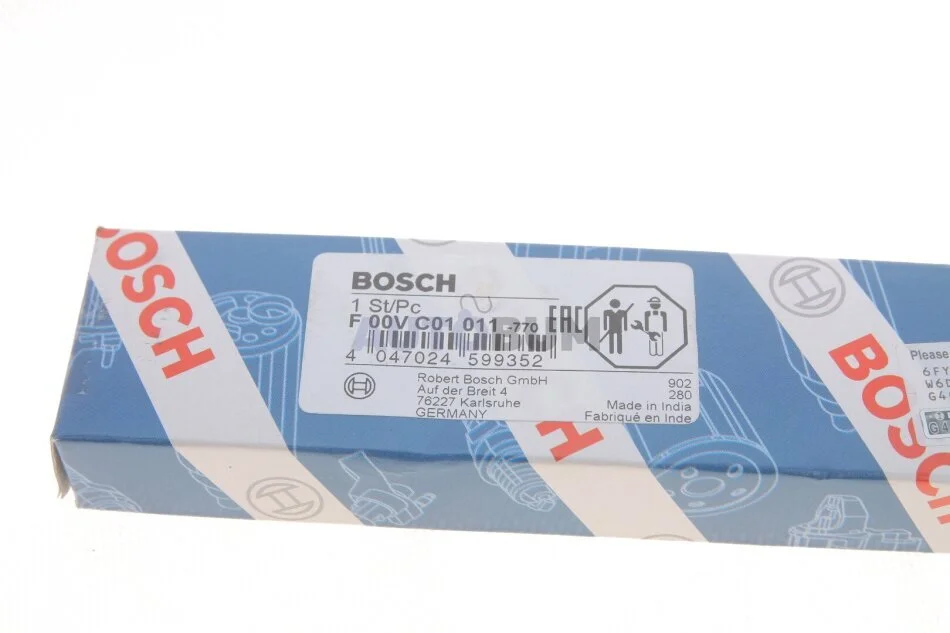 BOSCH
BOSCH
1 St/Pc
F 00V C01 011 -770
EAC
4 047024 599352
Robert Bosch GmbH
Auf der Breit 4
76227 Karlsruhe
GERMANY
902
280
Made in India
Fabriqué en Inde
H
BOSCH
Please
6FY